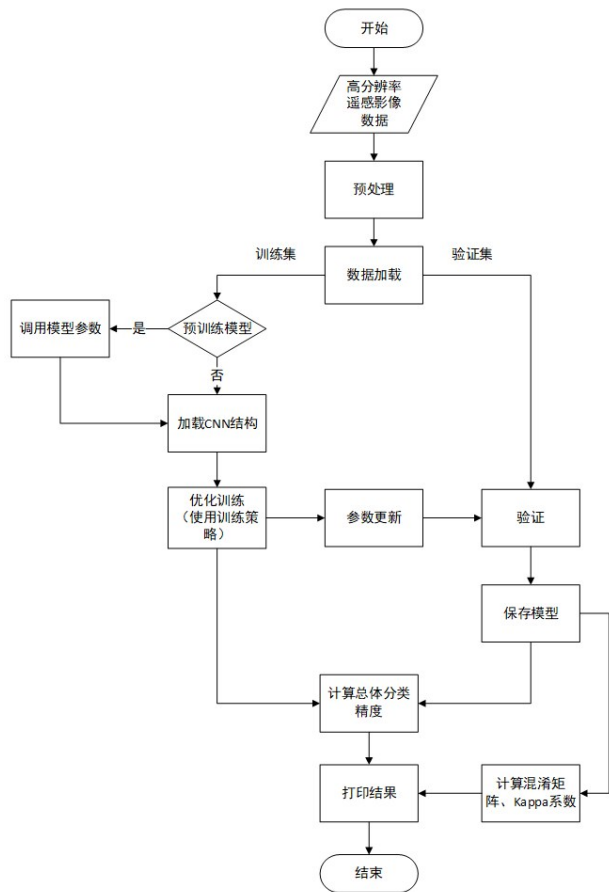 开始
高分辨率
遥感影像
数据
预处理
训练集
验证集
数据加载
调用模型参数
是
预训练模型
否
加载CNN结构
优化训练
（使用训练策
略）
参数更新
验证
保存模型
计算总体分类
精度
打印结果
计算混淆矩
阵、Kappa系数
结束